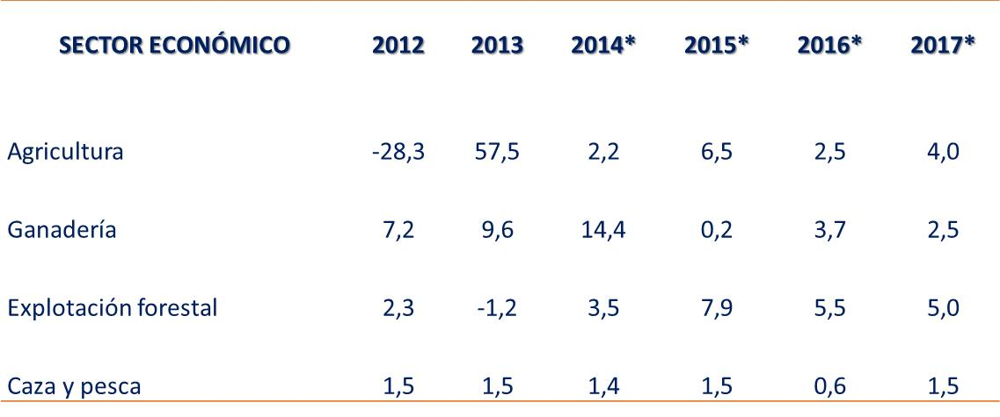 SECTOR ECONÓMICO 2012 2013 2014* 2015* 2016* 2017*
Agricultura -28,3 57,5 2,2 6,5 2,5 4,0
Ganadería 7,2 9,6 14,4 0,2 3,7 2,5
Explotación forestal 2,3 -1,2 3,5 7,9 5,5 5,0
Caza y pesca 1,5 1,5 1,4 1,5 0,6 1,5